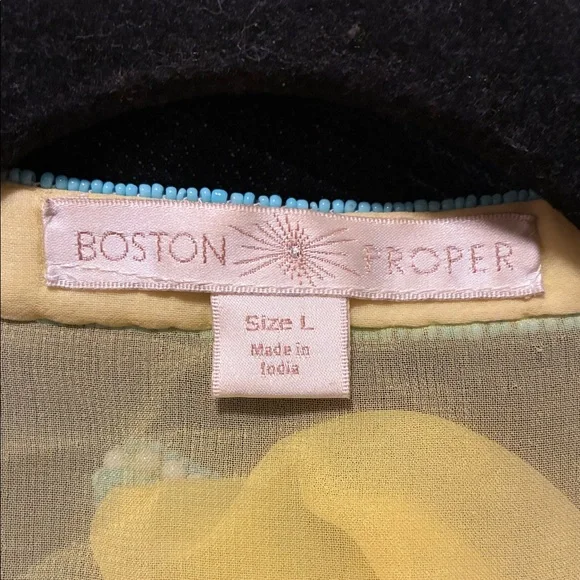 BOSTON PROPER
Size L
Made in
India